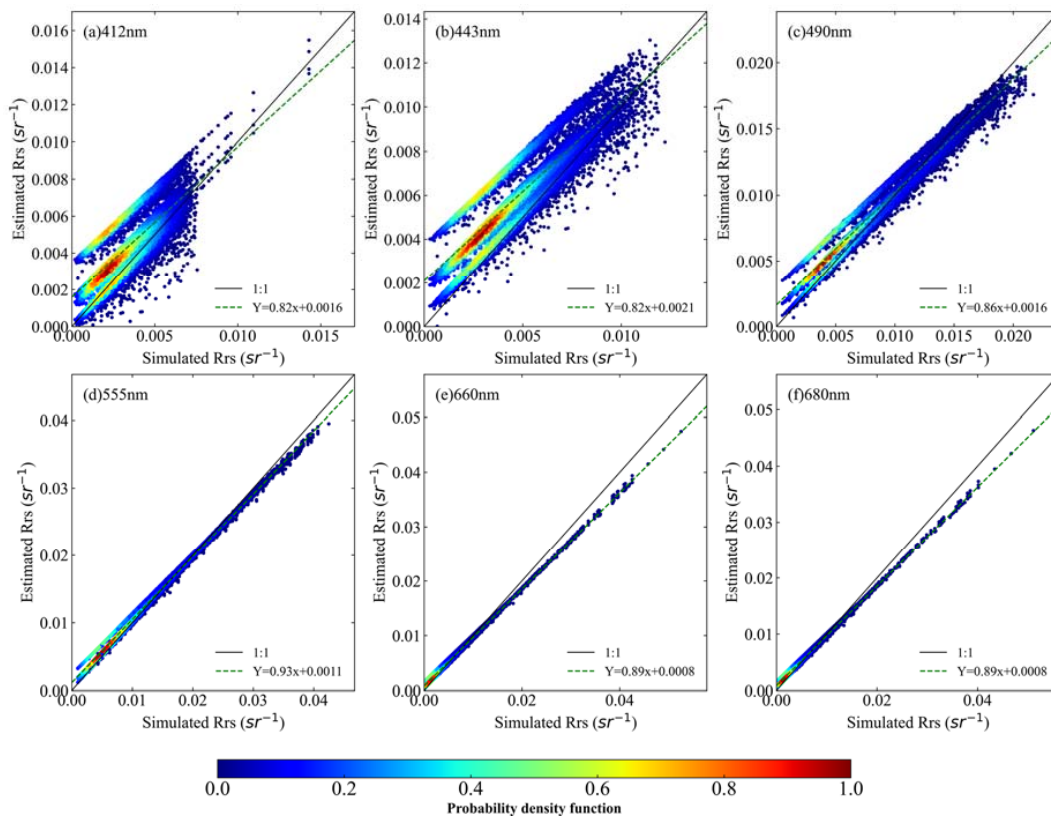 (a)412nm
0.016
0.014
0.012
0.010
0.008
0.006
0.004
0.002
0.000
Estimated Rrs (sr⁻¹)
1:1
Y=0.82x+0.0016
0.000 0.005 0.010 0.015
Simulated Rrs (sr⁻¹)
(b)443nm
0.014
0.012
0.010
0.008
0.006
0.004
0.002
0.000
Estimated Rrs (sr⁻¹)
1:1
Y=0.82x+0.0021
0.000 0.005 0.010
Simulated Rrs (sr⁻¹)
(c)490nm
0.020
0.015
0.010
0.005
0.000
Estimated Rrs (sr⁻¹)
1:1
Y=0.86x+0.0016
0.000 0.005 0.010 0.015 0.020
Simulated Rrs (sr⁻¹)
(d)555nm
0.04
0.03
0.02
0.01
0.00
Estimated Rrs (sr⁻¹)
1:1
Y=0.93x+0.0011
0.00 0.01 0.02 0.03 0.04
Simulated Rrs (sr⁻¹)
(e)660nm
0.05
0.04
0.03
0.02
0.01
0.00
Estimated Rrs (sr⁻¹)
1:1
Y=0.89x+0.0008
0.00 0.02 0.04
Simulated Rrs (sr⁻¹)
(f)680nm
0.05
0.04
0.03
0.02
0.01
0.00
Estimated Rrs (sr⁻¹)
1:1
Y=0.89x+0.0008
0.00 0.02 0.04
Simulated Rrs (sr⁻¹)
0.0 0.2 0.4 0.6 0.8 1.0
Probability density function